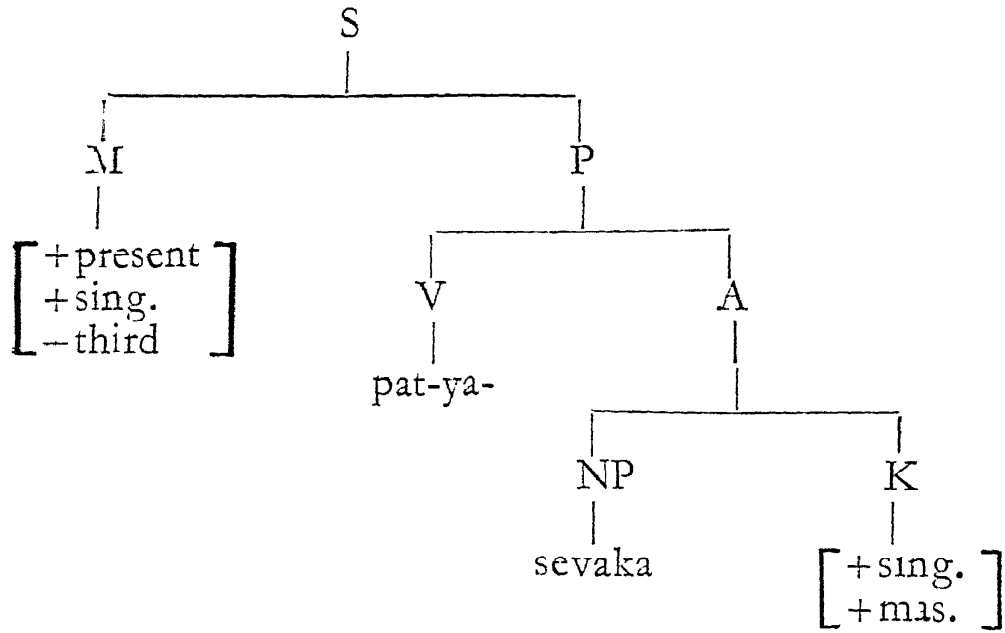 S
M P
+present
+sing.
−third
V A
pat-ya-
NP K
sevaka
+sing.
+mas.